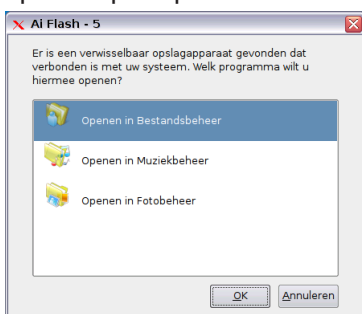 Ai Flash - 5
Er is een verwisselbaar opslagapparaat gevonden dat
verbonden is met uw systeem. Welk programma wilt u
hiermee openen?
Openen in Bestandsbeheer
Openen in Muziekbeheer
Openen in Fotobeheer
OK Annuleren